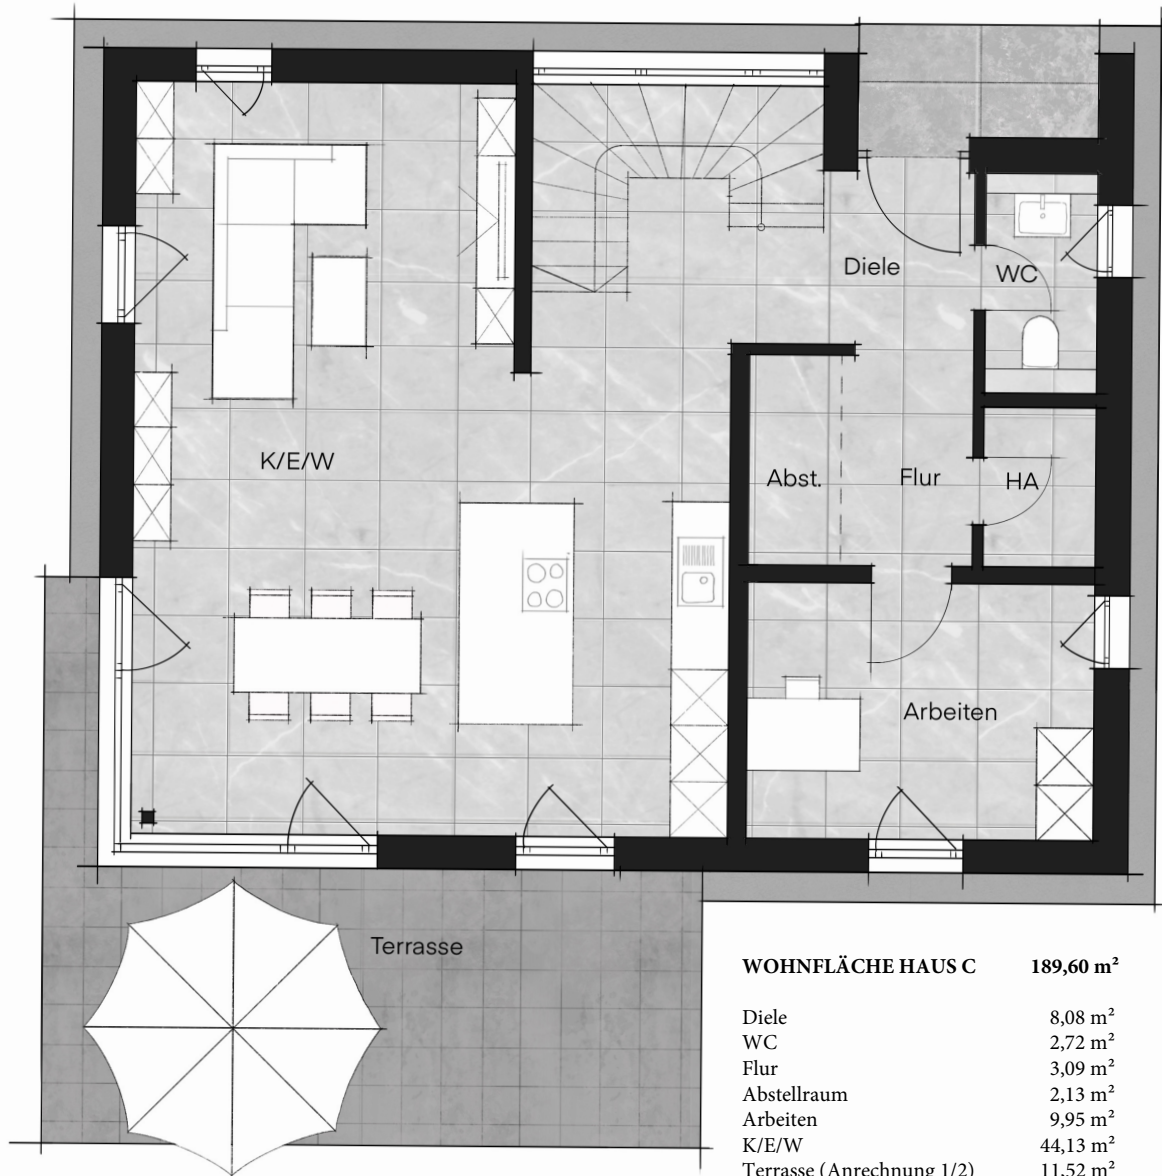 Diele
WC
K/E/W
Abst.
Flur
HA
Arbeiten
Terrasse
WOHNFLÄCHE HAUS C 189,60 m²
Diele 8,08 m²
WC 2,72 m²
Flur 3,09 m²
Abstellraum 2,13 m²
Arbeiten 9,95 m²
K/E/W 44,13 m²
Terrasse (Anrechnung 1/2) 11,52 m²